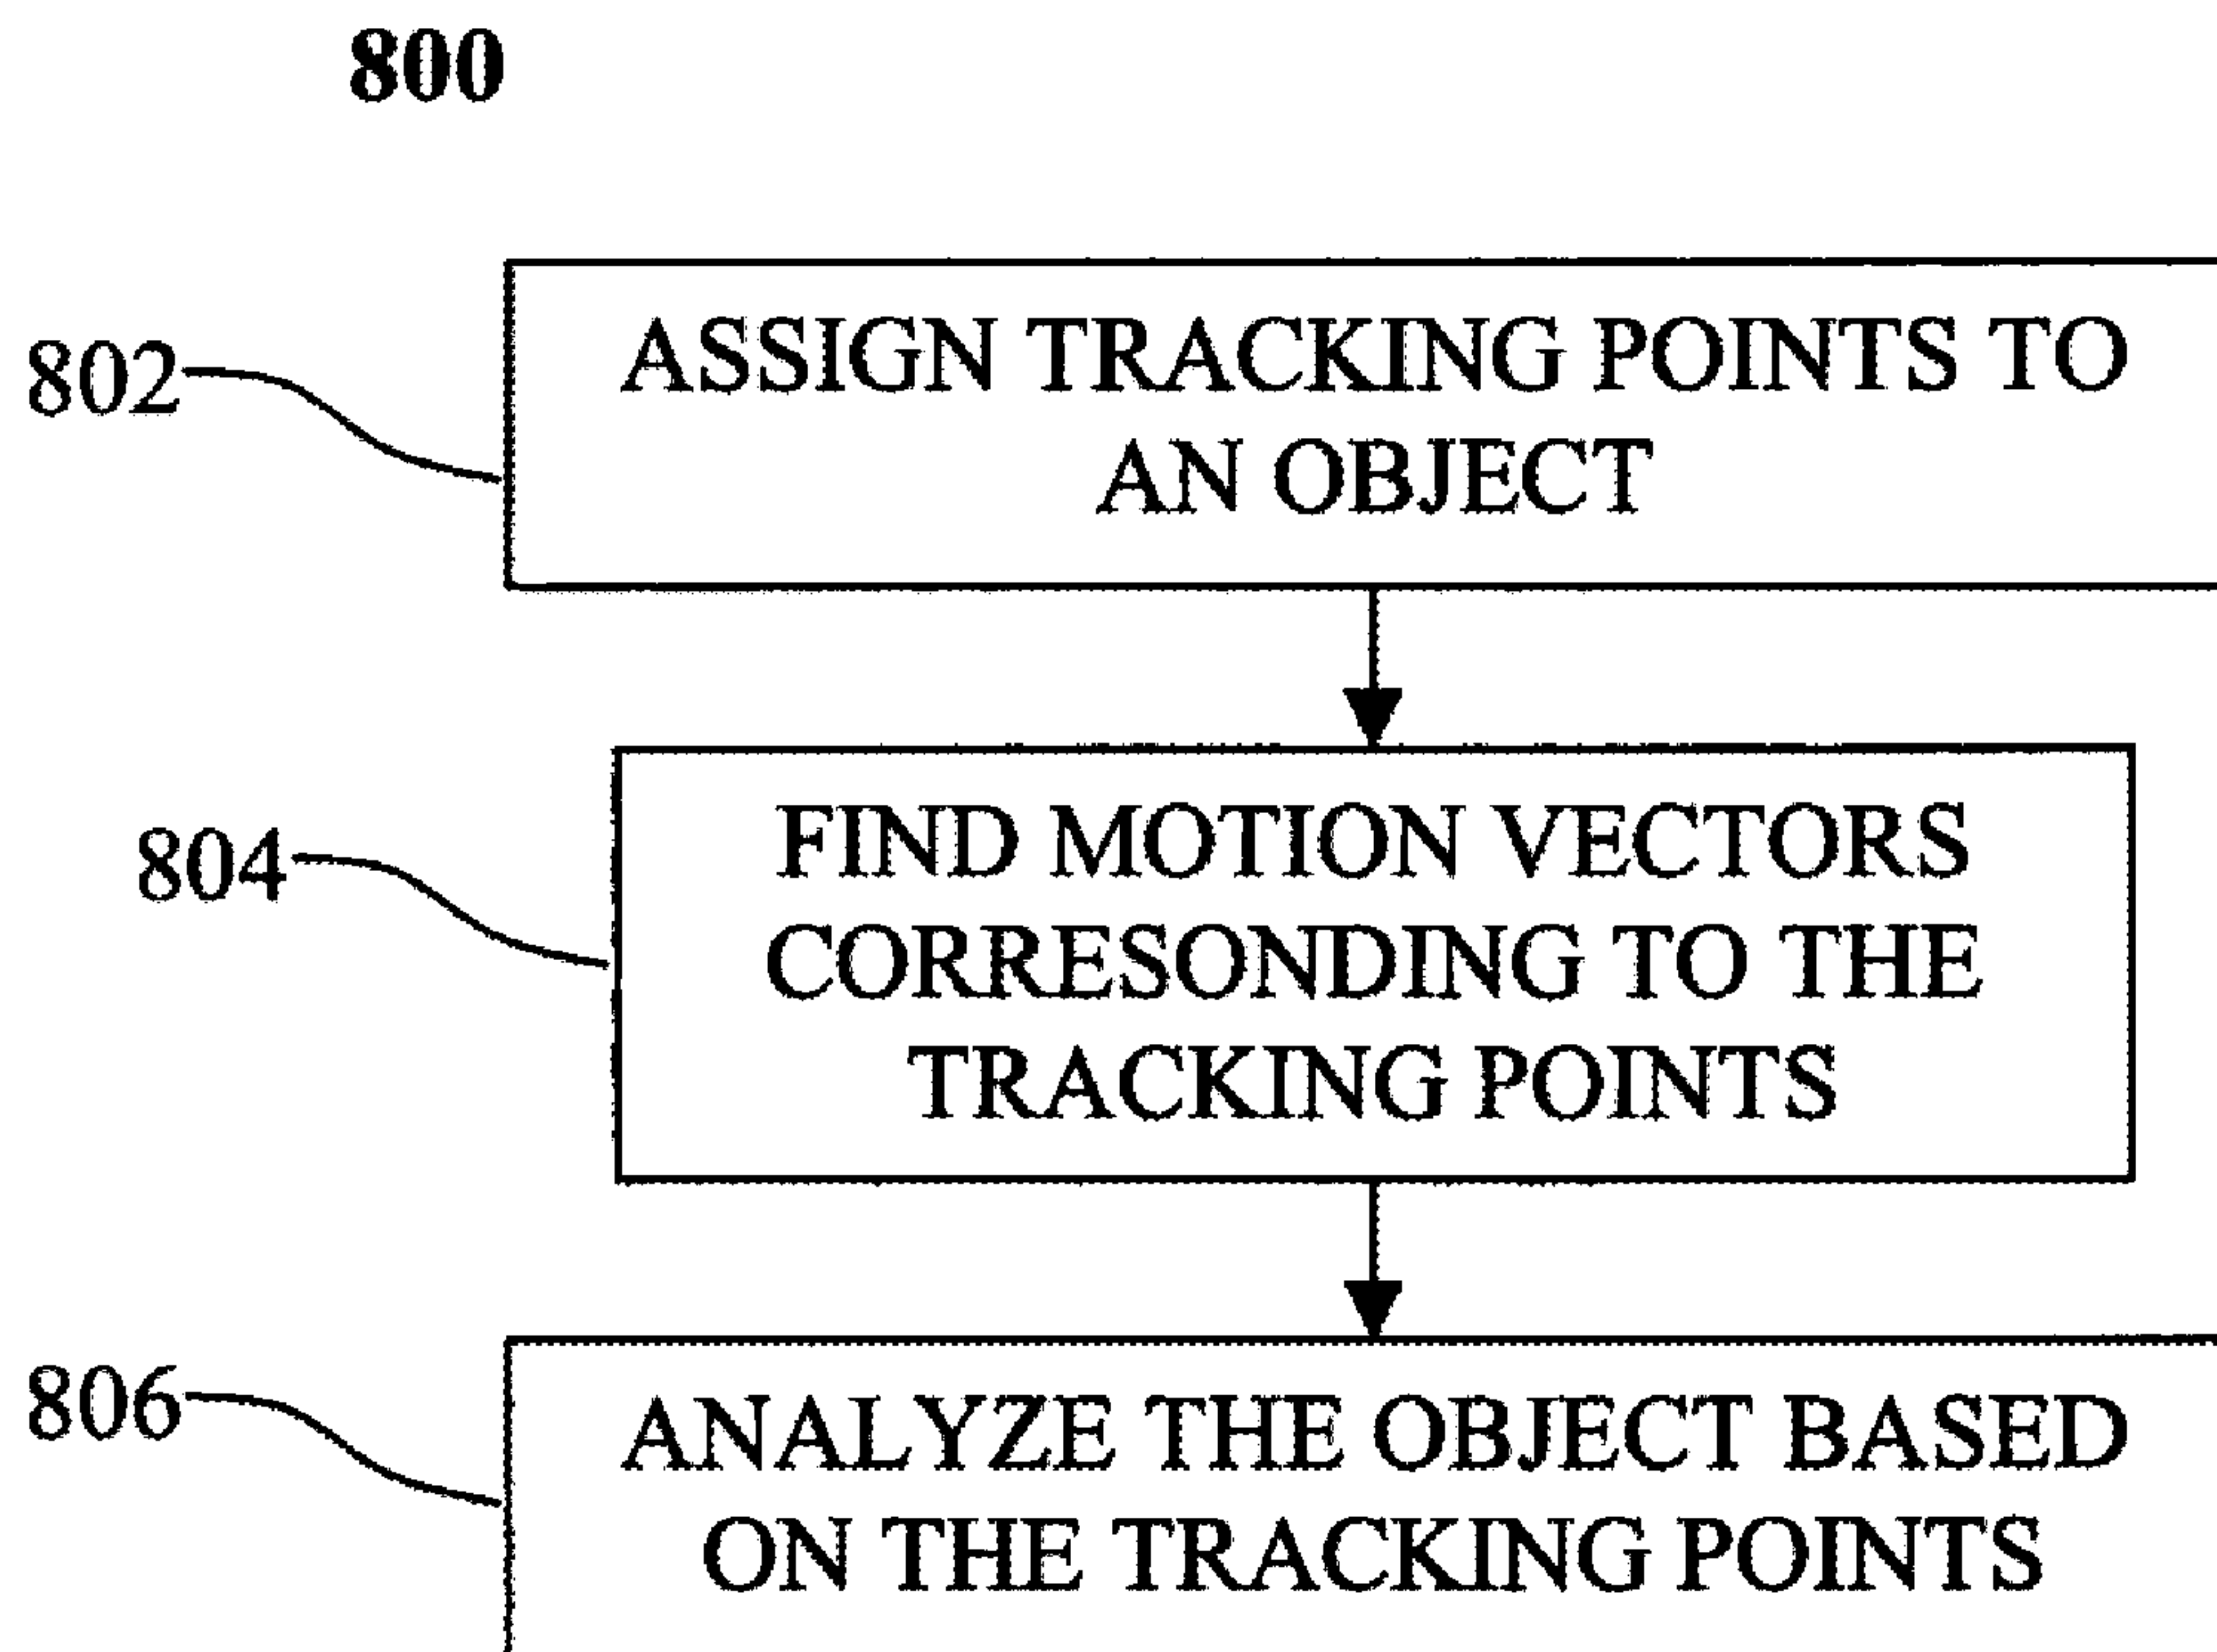 800
802
ASSIGN TRACKING POINTS TO
AN OBJECT
804
FIND MOTION VECTORS
CORRESONDING TO THE
TRACKING POINTS
806
ANALYZE THE OBJECT BASED
ON THE TRACKING POINTS